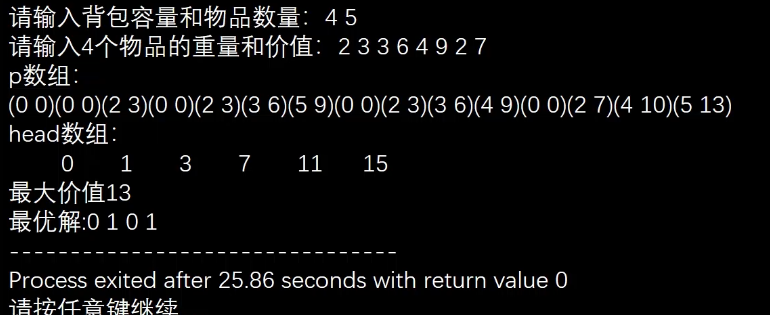 请输入背包容量和物品数量：4 5
请输入4个物品的重量和价值：2 3 3 6 4 9 2 7
p数组：
(0 0)(0 0)(2 3)(0 0)(2 3)(3 6)(5 9)(0 0)(2 3)(3 6)(4 9)(0 0)(2 7)(4 10)(5 13)
head数组：
0 1 3 7 11 15
最大价值13
最优解:0 1 0 1
--------------------------------
Process exited after 25.86 seconds with return value 0
请按任意键继续